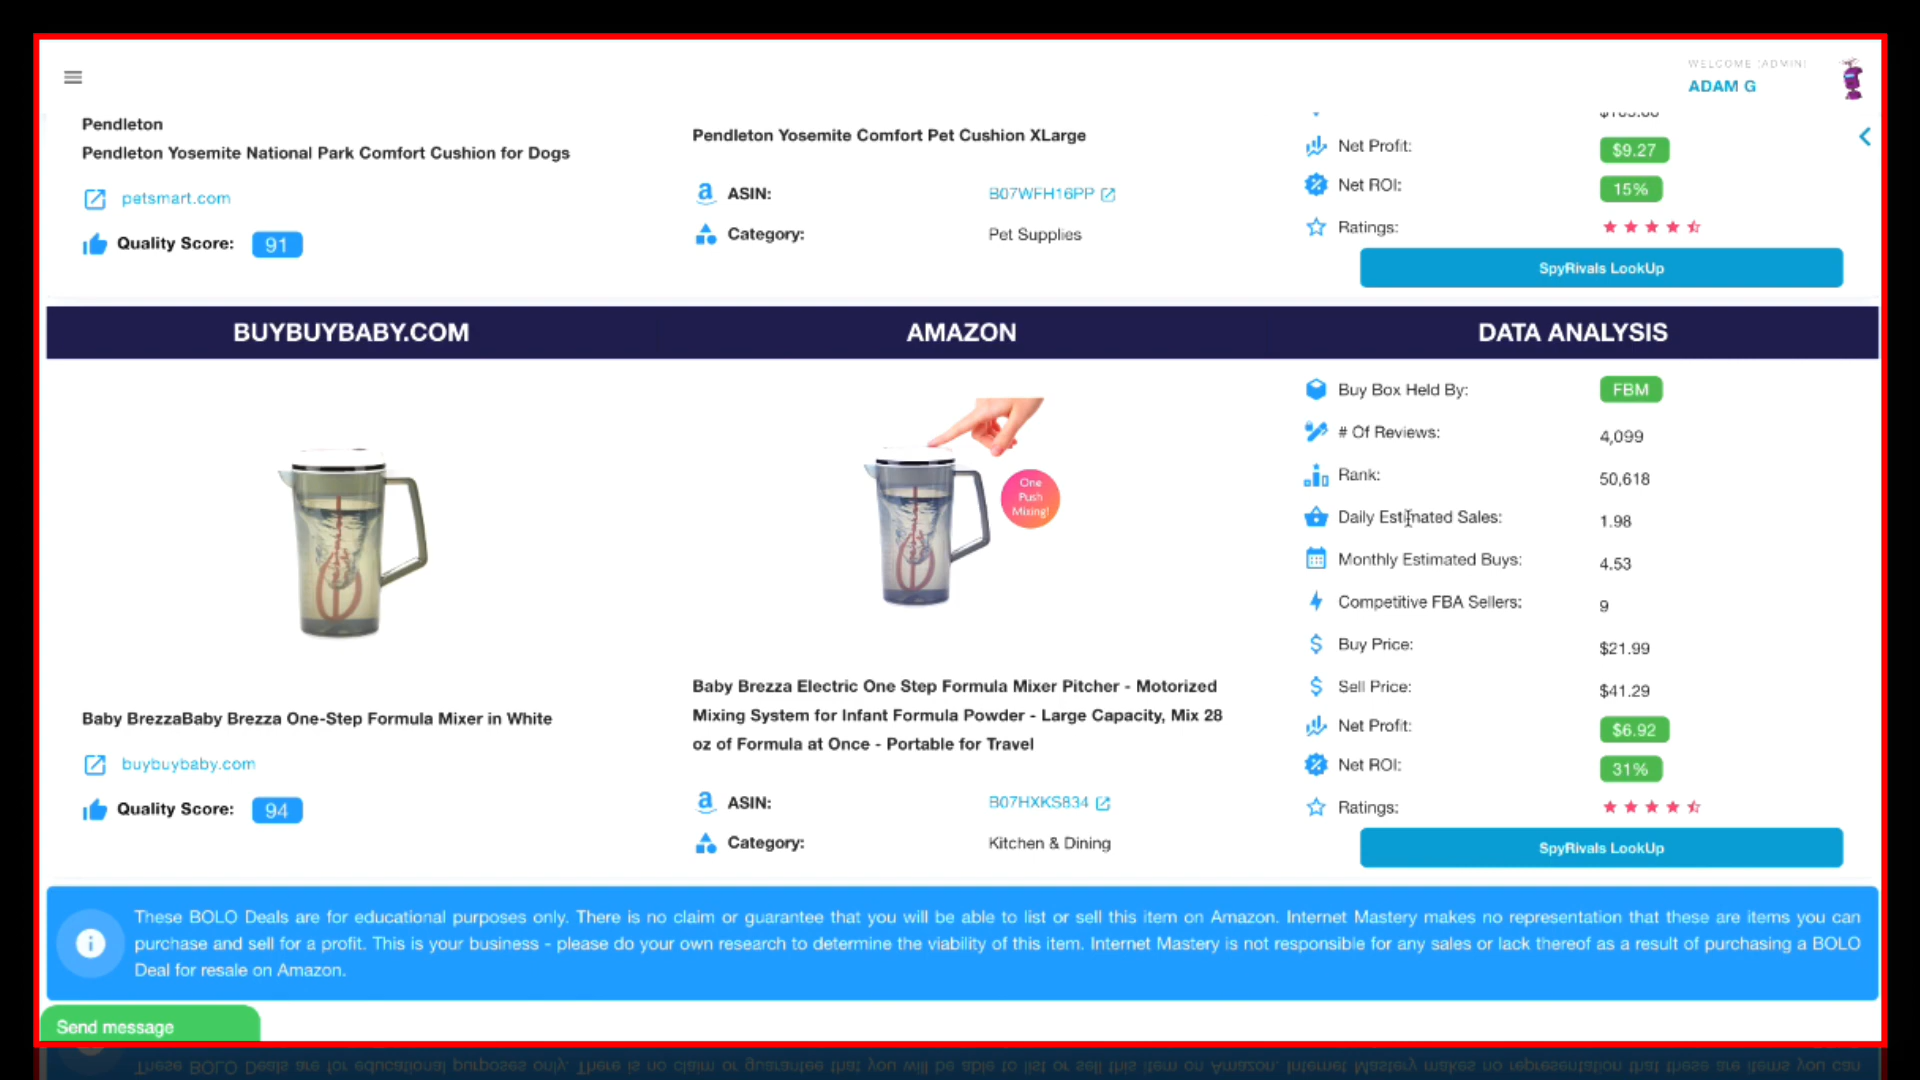 WELCOME (ADMIN)
ADAM G
Pendleton
Pendleton Yosemite National Park Comfort Cushion for Dogs
petsmart.com
Quality Score: 91
Pendleton Yosemite Comfort Pet Cushion XLarge
ASIN: B07WFH16PP
Category: Pet Supplies
Net Profit: $9.27
Net ROI: 15%
Ratings:
SpyRivals LookUp
BUYBUYBABY.COM
AMAZON
DATA ANALYSIS
Baby BrezzaBaby Brezza One-Step Formula Mixer in White
buybuybaby.com
Quality Score: 94
One
Push
Mixing!
Baby Brezza Electric One Step Formula Mixer Pitcher - Motorized
Mixing System for Infant Formula Powder - Large Capacity, Mix 28
oz of Formula at Once - Portable for Travel
ASIN: B07HXKS834
Category: Kitchen & Dining
Buy Box Held By: FBM
# Of Reviews: 4,099
Rank: 50,618
Daily Estimated Sales: 1.98
Monthly Estimated Buys: 4.53
Competitive FBA Sellers: 9
Buy Price: $21.99
Sell Price: $41.29
Net Profit: $6.92
Net ROI: 31%
Ratings:
SpyRivals LookUp
These BOLO Deals are for educational purposes only. There is no claim or guarantee that you will be able to list or sell this item on Amazon. Internet Mastery makes no representation that these are items you can
purchase and sell for a profit. This is your business - please do your own research to determine the viability of this item. Internet Mastery is not responsible for any sales or lack thereof as a result of purchasing a BOLO
Deal for resale on Amazon.
Send message